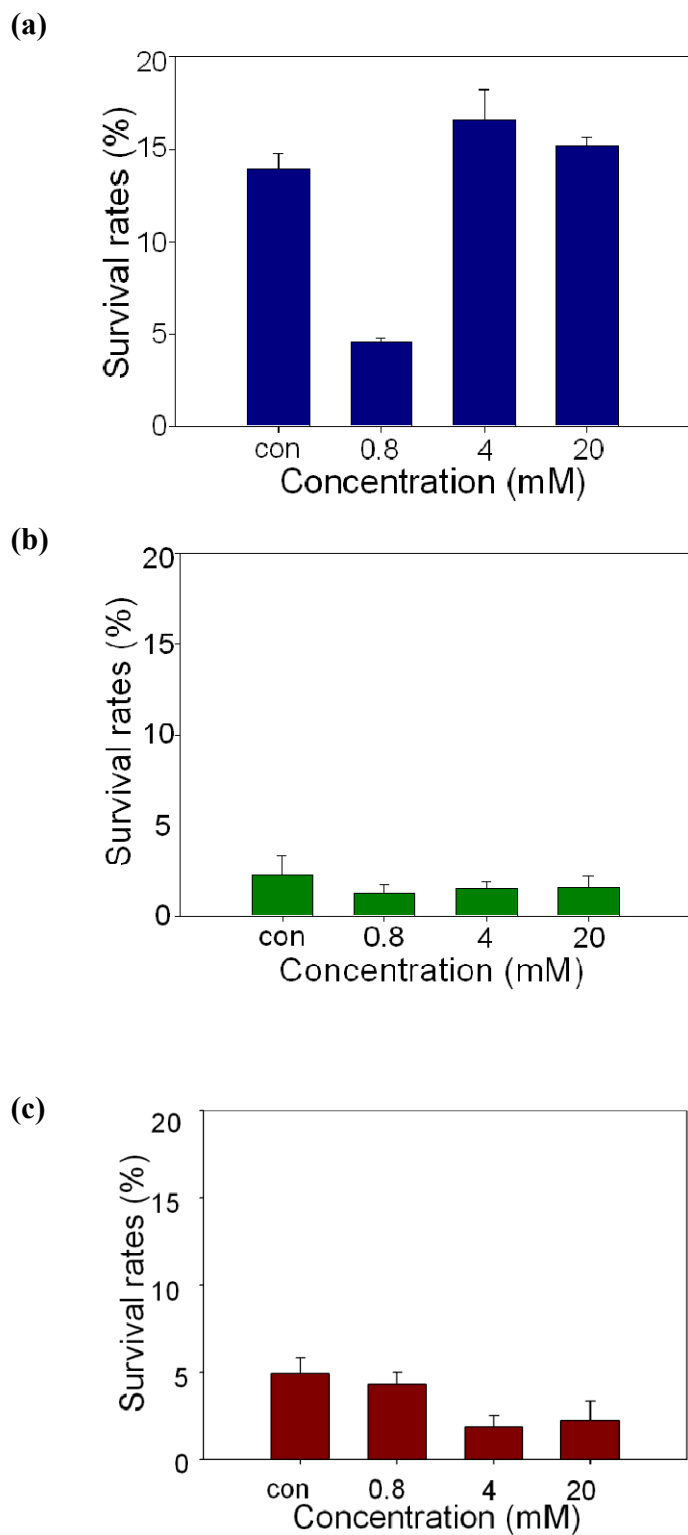 (a)
20
15
10
5
0
Survival rates (%)
con 0.8 4 20
Concentration (mM)
(b)
20
15
10
5
0
Survival rates (%)
con 0.8 4 20
Concentration (mM)
(c)
20
15
10
5
0
Survival rates (%)
con 0.8 4 20
Concentration (mM)